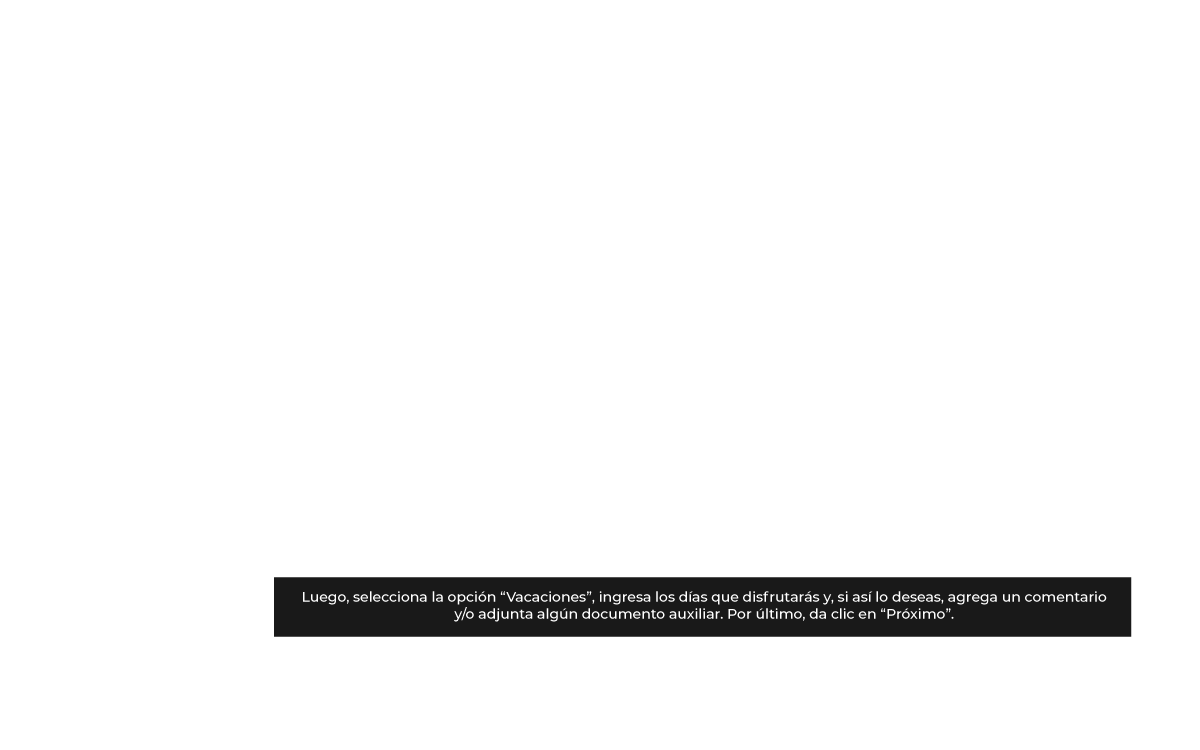 Luego, selecciona la opción “Vacaciones”, ingresa los días que disfrutarás y, si así lo deseas, agrega un comentario
y/o adjunta algún documento auxiliar. Por último, da clic en “Próximo”.